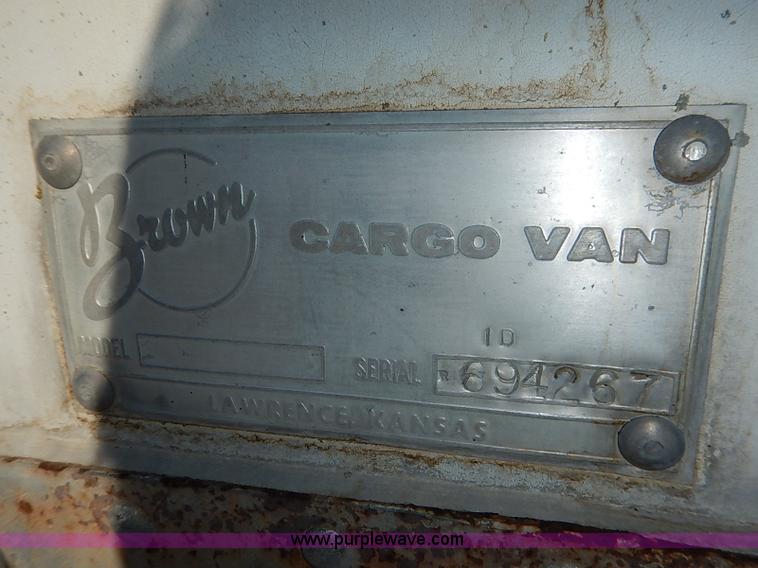 Brown CARGO VAN
ID
MODEL SERIAL 694267
LAWRENCE, KANSAS
www.purplewave.com